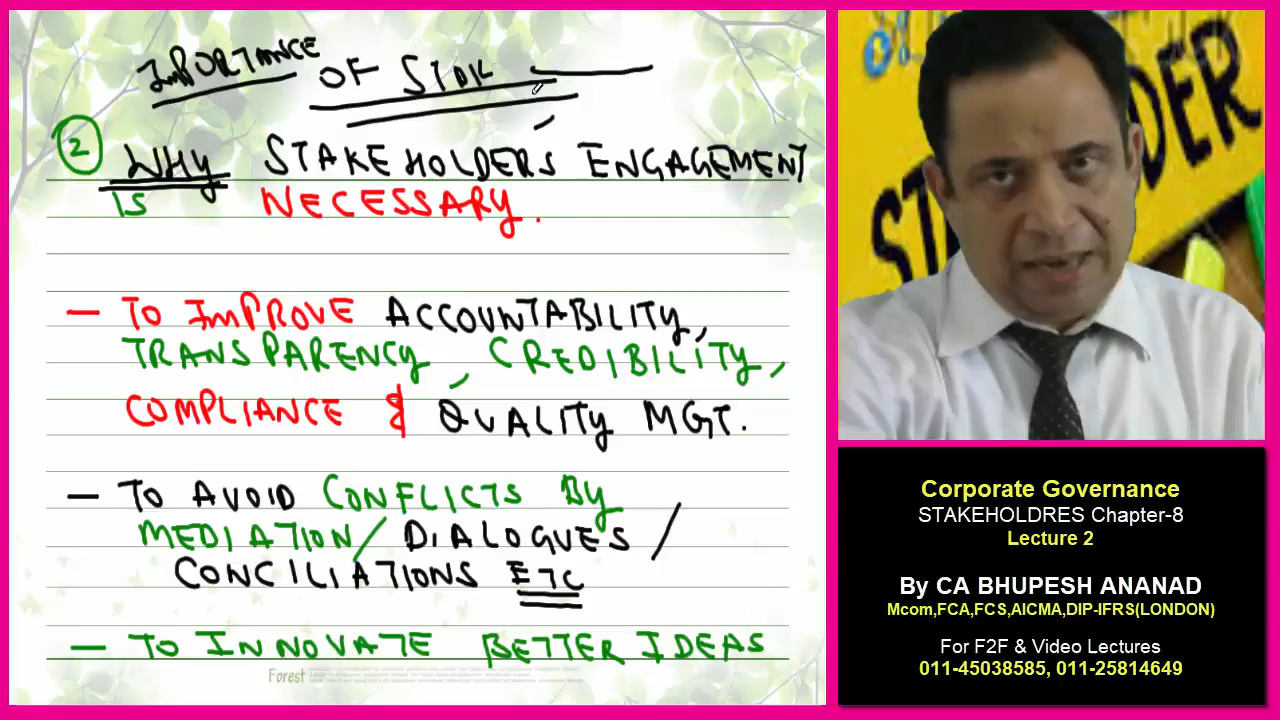 IMPORTANCE OF STAK
2 WHY STAKEHOLDER'S ENGAGEMENT
IS NECESSARY.
- TO IMPROVE ACCOUNTABILITY,
TRANSPARENCY, CREDIBILITY,
COMPLIANCE & QUALITY MGT.
- TO AVOID CONFLICTS BY
MEDIATION/ DIALOGUES /
CONCILIATIONS ETC
- TO INNOVATE BETTER IDEAS
Forest
STAKEHOLDER
Corporate Governance
STAKEHOLDRES Chapter-8
Lecture 2
By CA BHUPESH ANANAD
Mcom,FCA,FCS,AICMA,DIP-IFRS(LONDON)
For F2F & Video Lectures
011-45038585, 011-25814649